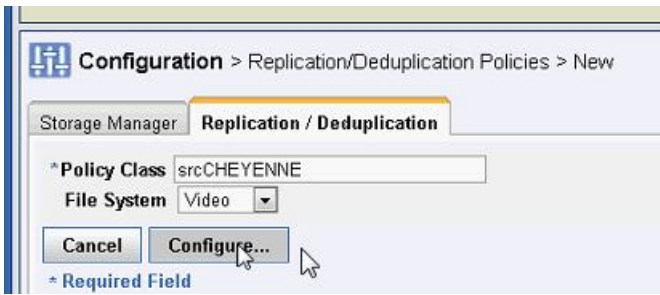 Configuration > Replication/Deduplication Policies > New
Storage Manager Replication / Deduplication
*Policy Class srcCHEYENNE
File System Video
Cancel Configure...
* Required Field